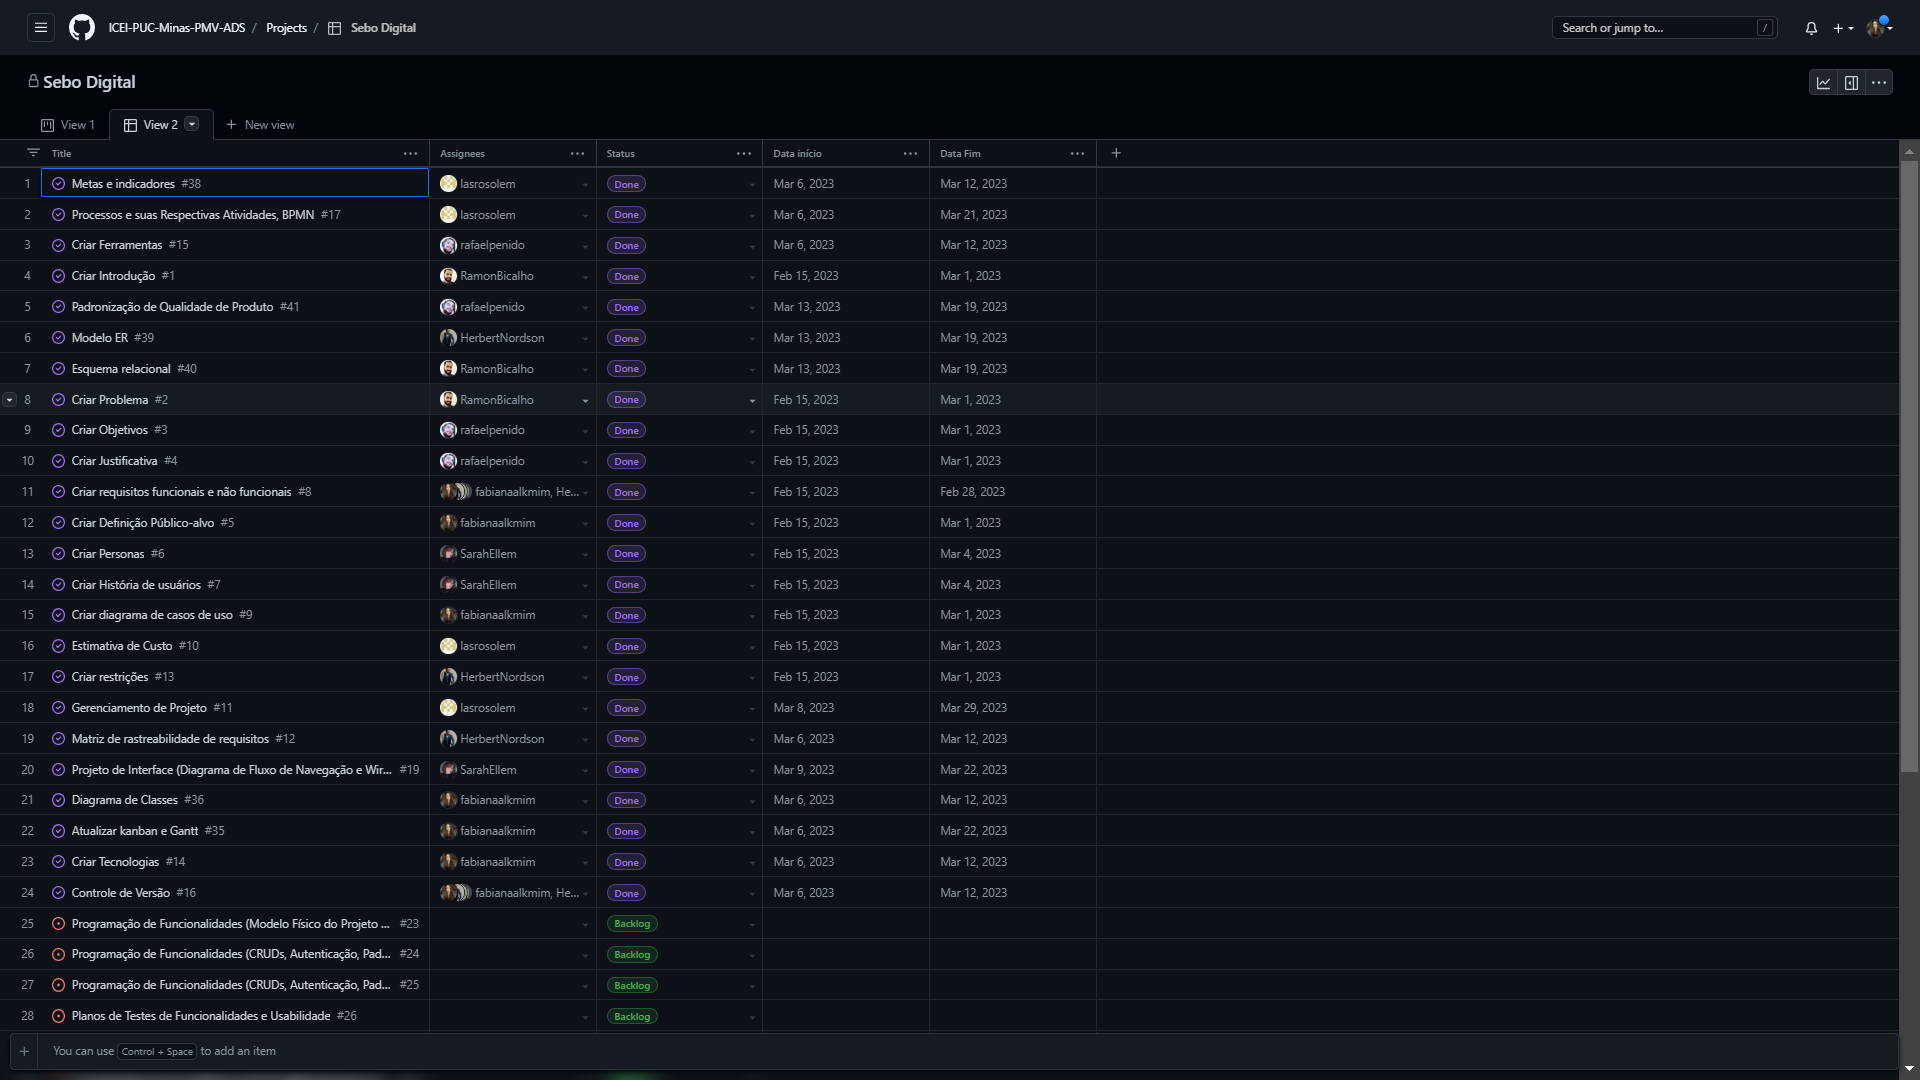 ICEI-PUC-Minas-PMV-ADS / Projects / Sebo Digital Search or jump to... /
Sebo Digital
View 1 View 2 New view
Title Assignees Status Data início Data Fim
1 Metas e indicadores #38 lasrosolem Done Mar 6, 2023 Mar 12, 2023
2 Processos e suas Respectivas Atividades, BPMN #17 lasrosolem Done Mar 6, 2023 Mar 21, 2023
3 Criar Ferramentas #15 rafaelpenido Done Mar 6, 2023 Mar 12, 2023
4 Criar Introdução #1 RamonBicalho Done Feb 15, 2023 Mar 1, 2023
5 Padronização de Qualidade de Produto #41 rafaelpenido Done Mar 13, 2023 Mar 19, 2023
6 Modelo ER #39 HerbertNordson Done Mar 13, 2023 Mar 19, 2023
7 Esquema relacional #40 RamonBicalho Done Mar 13, 2023 Mar 19, 2023
8 Criar Problema #2 RamonBicalho Done Feb 15, 2023 Mar 1, 2023
9 Criar Objetivos #3 rafaelpenido Done Feb 15, 2023 Mar 1, 2023
10 Criar Justificativa #4 rafaelpenido Done Feb 15, 2023 Mar 1, 2023
11 Criar requisitos funcionais e não funcionais #8 fabianaalkmim, He... Done Feb 15, 2023 Feb 28, 2023
12 Criar Definição Público-alvo #5 fabianaalkmim Done Feb 15, 2023 Mar 1, 2023
13 Criar Personas #6 SarahEllem Done Feb 15, 2023 Mar 4, 2023
14 Criar História de usuários #7 SarahEllem Done Feb 15, 2023 Mar 4, 2023
15 Criar diagrama de casos de uso #9 fabianaalkmim Done Feb 15, 2023 Mar 1, 2023
16 Estimativa de Custo #10 lasrosolem Done Feb 15, 2023 Mar 1, 2023
17 Criar restrições #13 HerbertNordson Done Feb 15, 2023 Mar 1, 2023
18 Gerenciamento de Projeto #11 lasrosolem Done Mar 8, 2023 Mar 29, 2023
19 Matriz de rastreabilidade de requisitos #12 HerbertNordson Done Mar 6, 2023 Mar 12, 2023
20 Projeto de Interface (Diagrama de Fluxo de Navegação e Wir... #19 SarahEllem Done Mar 9, 2023 Mar 22, 2023
21 Diagrama de Classes #36 fabianaalkmim Done Mar 6, 2023 Mar 12, 2023
22 Atualizar kanban e Gantt #35 fabianaalkmim Done Mar 6, 2023 Mar 22, 2023
23 Criar Tecnologias #14 fabianaalkmim Done Mar 6, 2023 Mar 12, 2023
24 Controle de Versão #16 fabianaalkmim, He... Done Mar 6, 2023 Mar 12, 2023
25 Programação de Funcionalidades (Modelo Físico do Projeto ... #23 Backlog
26 Programação de Funcionalidades (CRUDs, Autenticação, Pad... #24 Backlog
27 Programação de Funcionalidades (CRUDs, Autenticação, Pad... #25 Backlog
28 Planos de Testes de Funcionalidades e Usabilidade #26 Backlog
You can use Control + Space to add an item